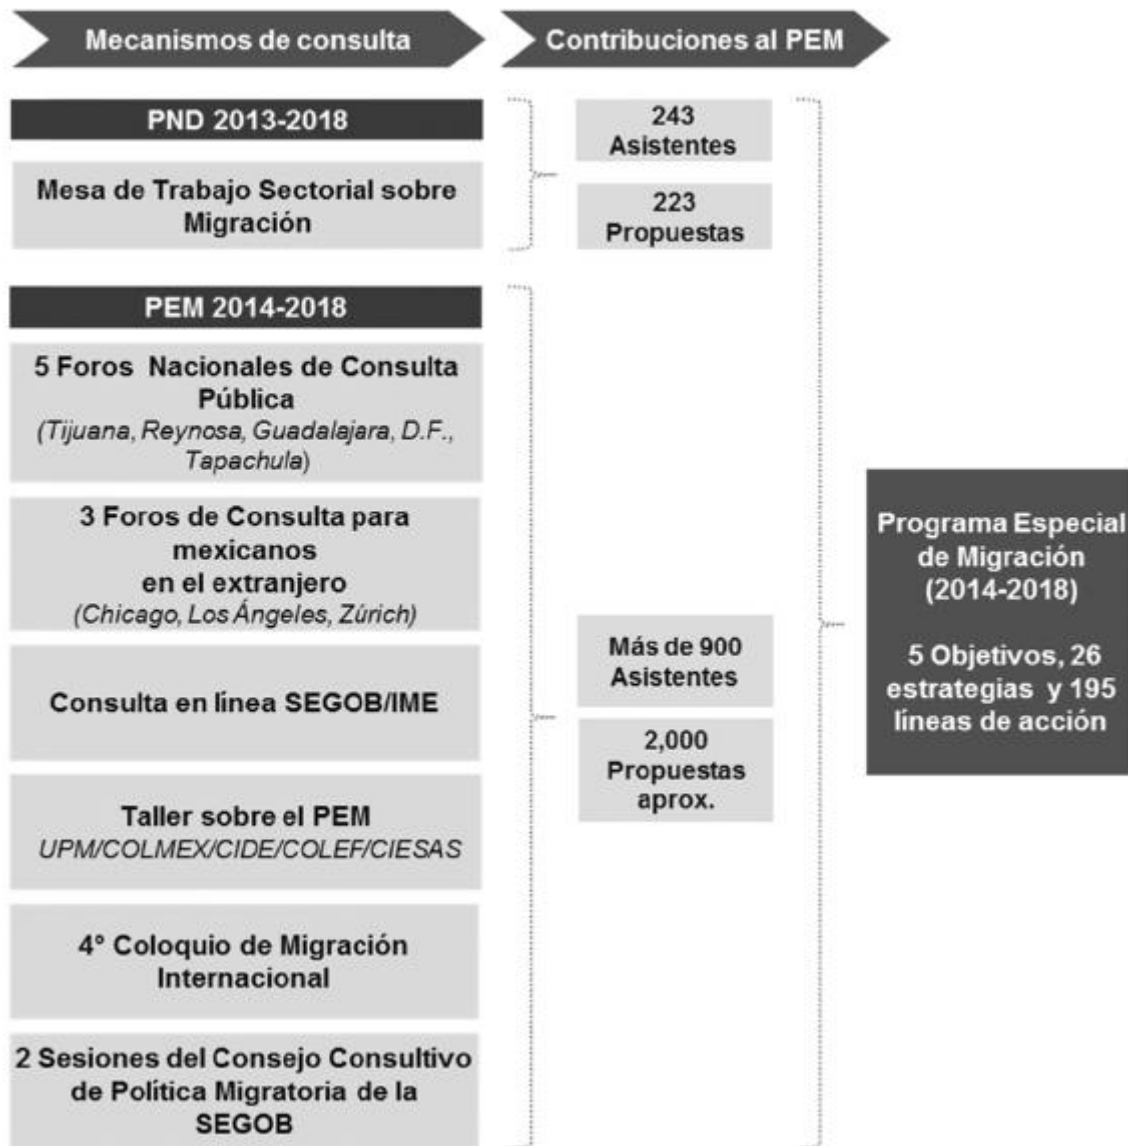 Mecanismos de consulta
Contribuciones al PEM
PND 2013-2018
Mesa de Trabajo Sectorial sobre
Migración
243
Asistentes
223
Propuestas
PEM 2014-2018
5 Foros Nacionales de Consulta
Pública
(Tijuana, Reynosa, Guadalajara, D.F.,
Tapachula)
3 Foros de Consulta para
mexicanos
en el extranjero
(Chicago, Los Ángeles, Zúrich)
Consulta en línea SEGOB/IME
Taller sobre el PEM
UPM/COLMEX/CIDE/COLEF/CIESAS
4° Coloquio de Migración
Internacional
2 Sesiones del Consejo Consultivo
de Política Migratoria de la
SEGOB
Más de 900
Asistentes
2,000
Propuestas
aprox.
Programa Especial
de Migración
(2014-2018)
5 Objetivos, 26
estrategias y 195
líneas de acción